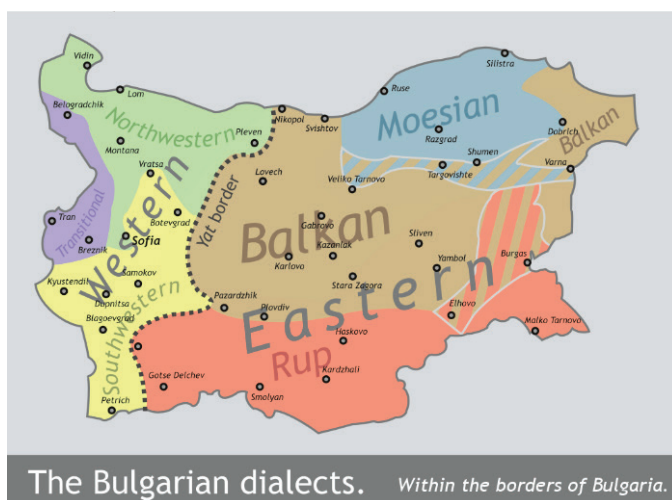 Vidin
Lom
Belogradchik
Northwestern
Montana
Pleven
Vratsa
Nikopol
Svishtov
Ruse
Silistra
Moesian
Razgrad
Dobrich
Balkan
Shumen
Targovishte
Varna
Veliko Tarnovo
Lovech
Yat border
Western
Transitional
Tran
Breznik
Botevgrad
Sofia
Samokov
Kyustendil
Dupnitsa
Blagoevgrad
Southwestern
Petrich
Balkan
Gabrovo
Kazanlak
Karlovo
Sliven
Yambol
Stara Zagora
Burgas
Eastern
Elhovo
Malko Tarnovo
Pazardzhik
Plovdiv
Haskovo
Rup
Kardzhali
Gotse Delchev
Smolyan
The Bulgarian dialects. Within the borders of Bulgaria.